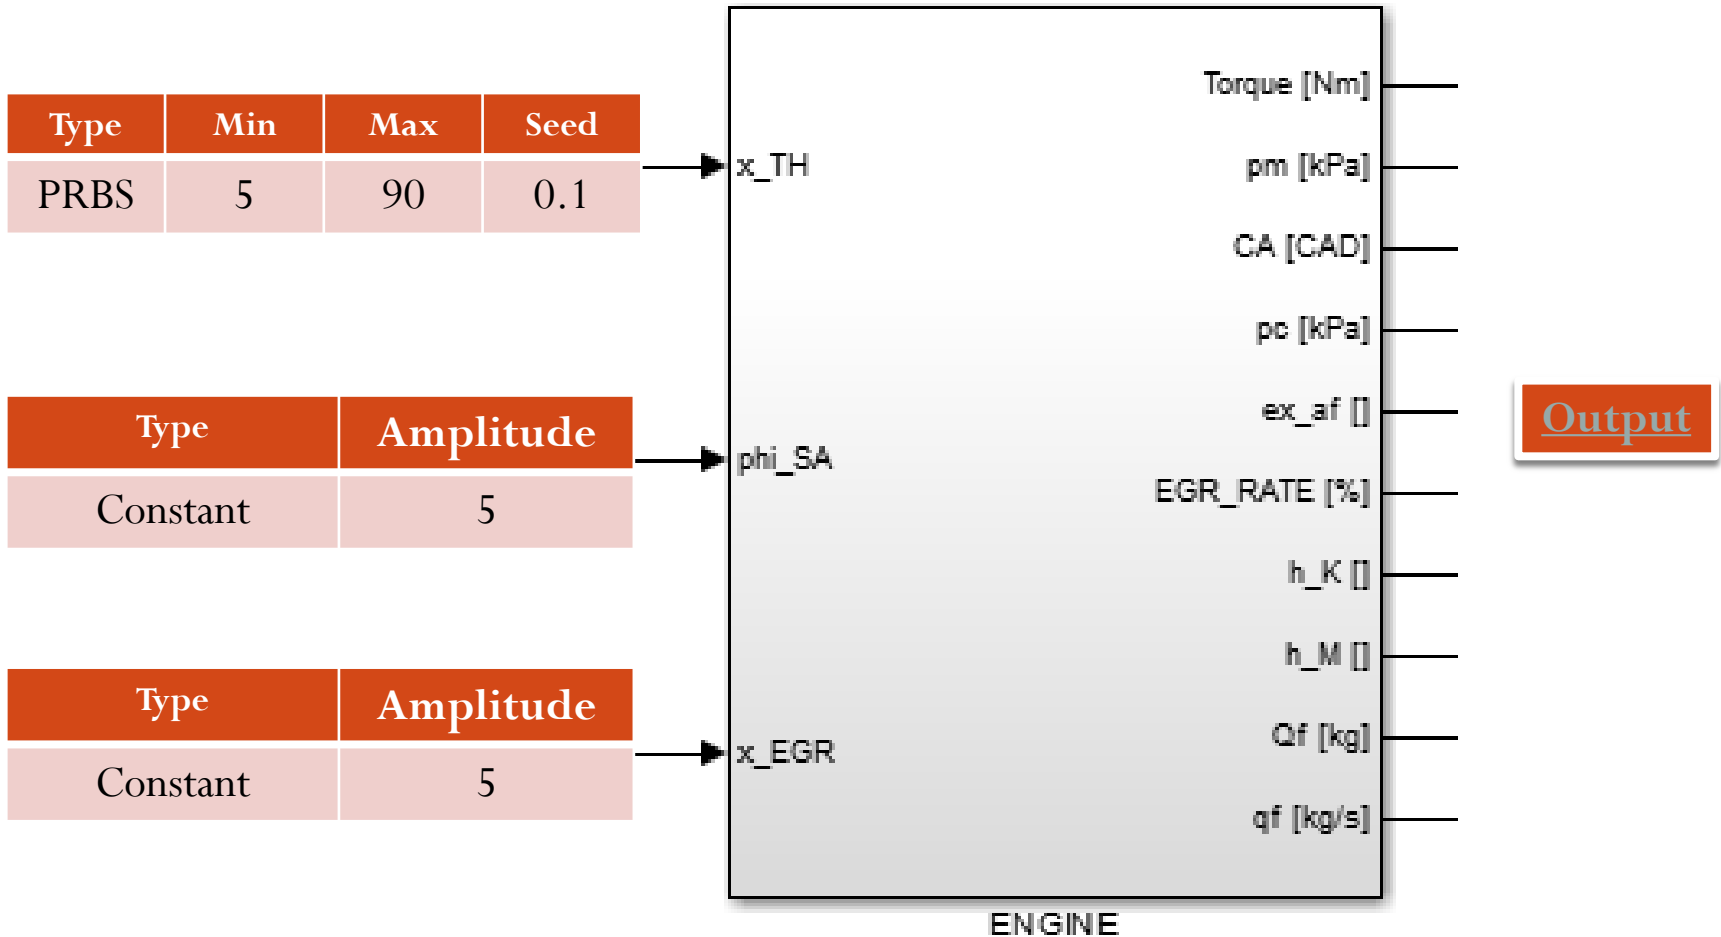 Type Min Max Seed
PRBS 5 90 0.1
Type Amplitude
Constant 5
Type Amplitude
Constant 5
x_TH
phi_SA
x_EGR
Torque [Nm]
pm [kPa]
CA [CAD]
pc [kPa]
ex_af []
EGR_RATE [%]
h_K []
h_M []
Qf [kg]
qf [kg/s]
ENGINE
Output